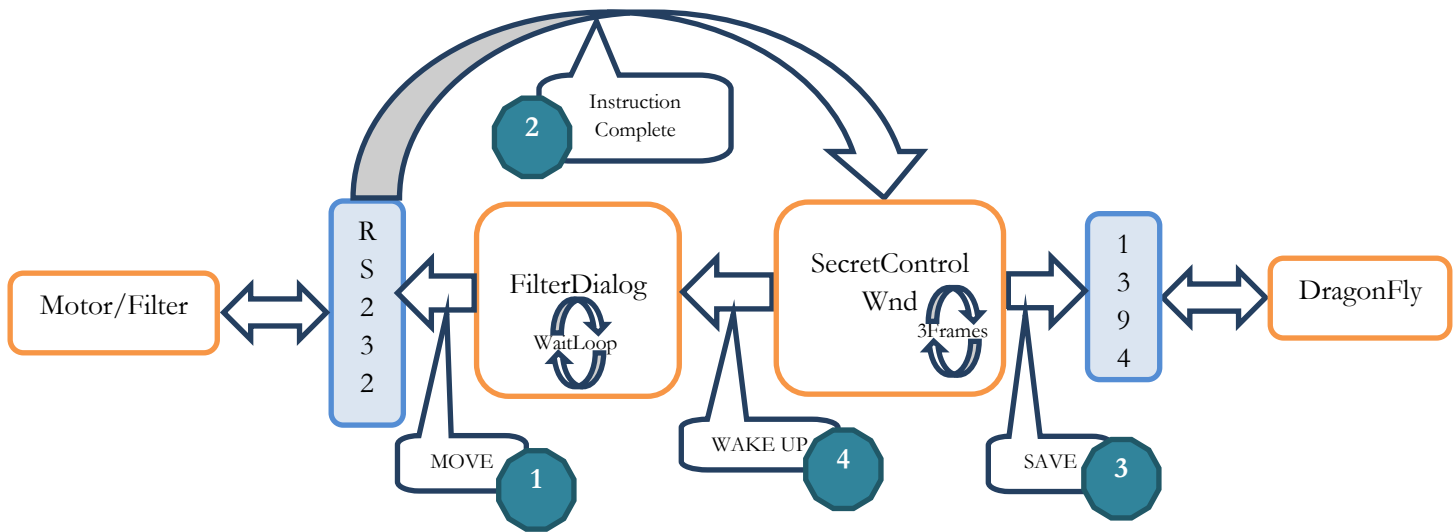 Instruction
Complete
2
R
S
2
3
2
FilterDialog
WaitLoop
SecretControl
Wnd
3Frames
1
3
9
4
Motor/Filter
DragonFly
MOVE
1
WAKE UP
4
SAVE
3